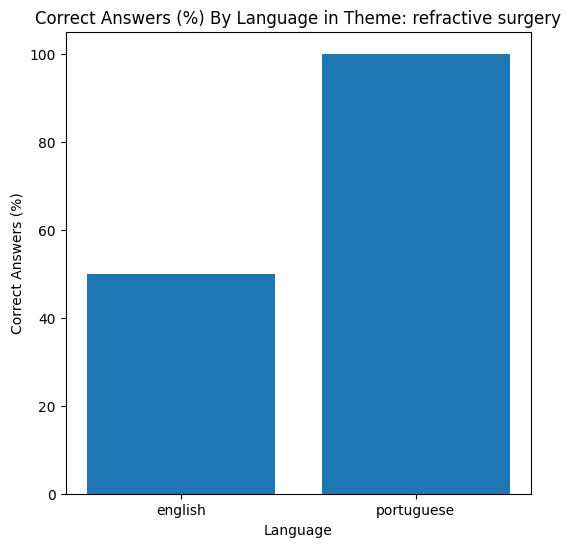 Correct Answers (%) By Language in Theme: refractive surgery
Correct Answers (%)
100
80
60
40
20
0
english
portuguese
Language